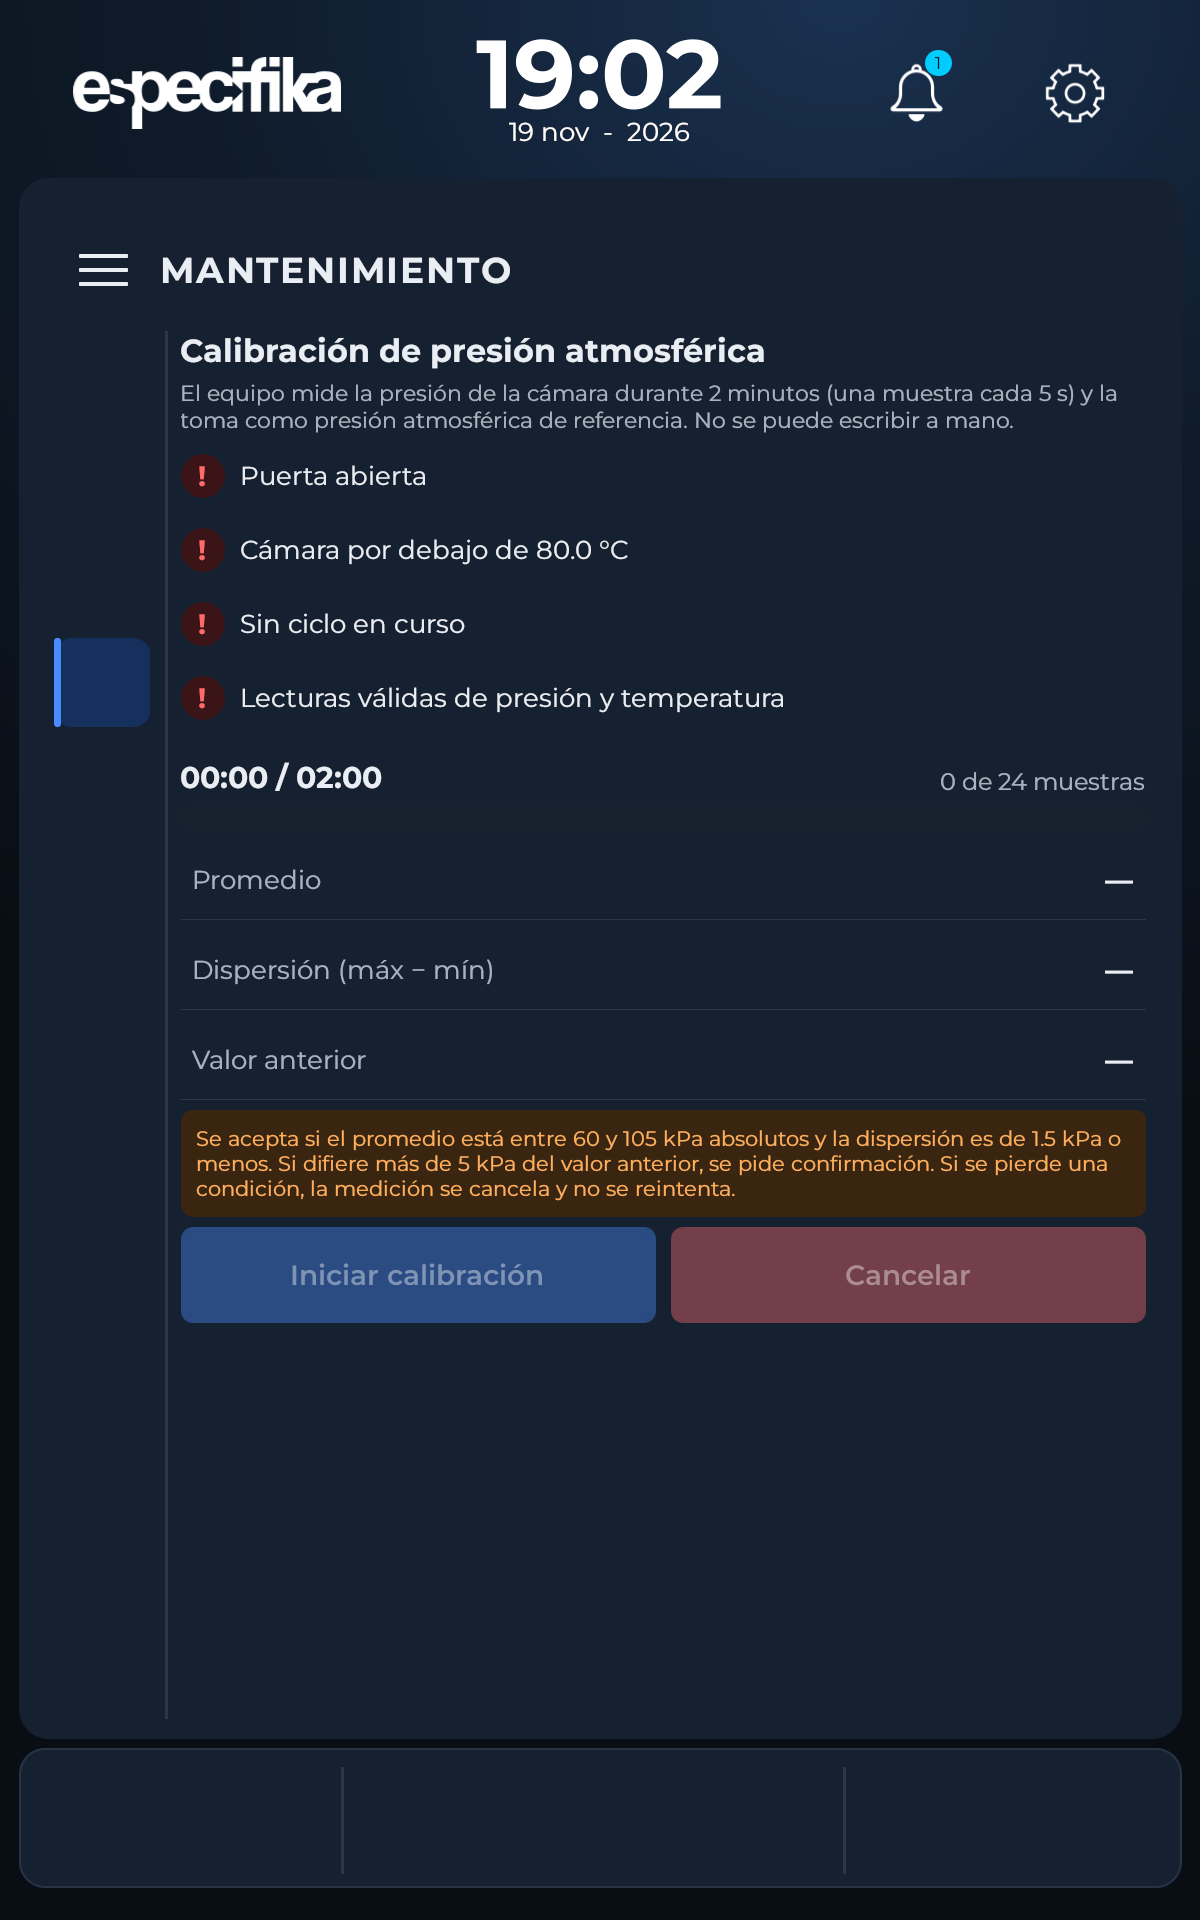 especifika
19:02
19 nov - 2026
1
MANTENIMIENTO
Calibración de presión atmosférica
El equipo mide la presión de la cámara durante 2 minutos (una muestra cada 5 s) y la
toma como presión atmosférica de referencia. No se puede escribir a mano.
! Puerta abierta
! Cámara por debajo de 80.0 °C
! Sin ciclo en curso
! Lecturas válidas de presión y temperatura
00:00 / 02:00 0 de 24 muestras
Promedio —
Dispersión (máx – mín) —
Valor anterior —
Se acepta si el promedio está entre 60 y 105 kPa absolutos y la dispersión es de 1.5 kPa o
menos. Si difiere más de 5 kPa del valor anterior, se pide confirmación. Si se pierde una
condición, la medición se cancela y no se reintenta.
Iniciar calibración Cancelar